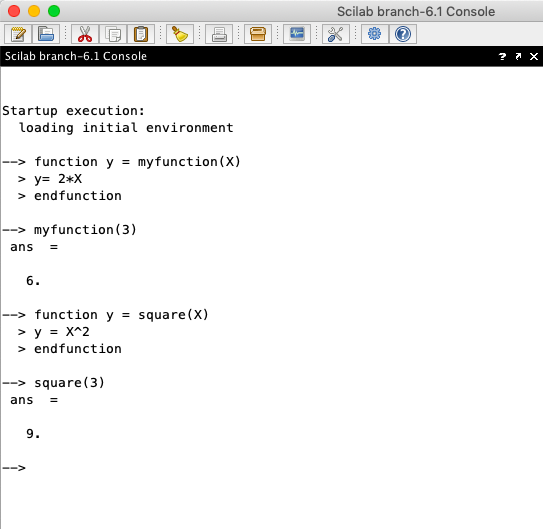 Scilab branch-6.1 Console
Scilab branch-6.1 Console
Startup execution:
  loading initial environment
--> function y = myfunction(X)
  > y= 2*X
  > endfunction
--> myfunction(3)
 ans  =
   6.
--> function y = square(X)
  > y = X^2
  > endfunction
--> square(3)
 ans  =
   9.
-->